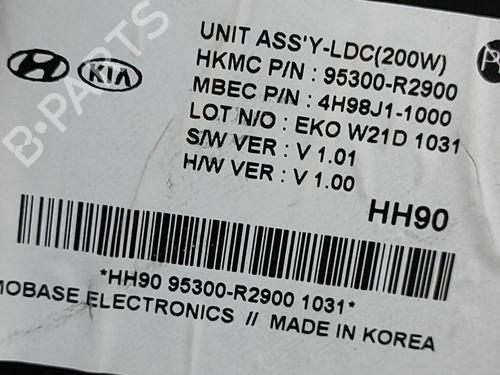 UNIT ASS'Y-LDC(200W)
HKMC P/N : 95300-R2900
MBEC P/N : 4H98J1-1000
LOT N/O : EKO W21D 1031
S/W VER : V 1.01
H/W VER : V 1.00
KIA
HH90
*HH90 95300-R2900 1031*
MOBASE ELECTRONICS // MADE IN KOREA